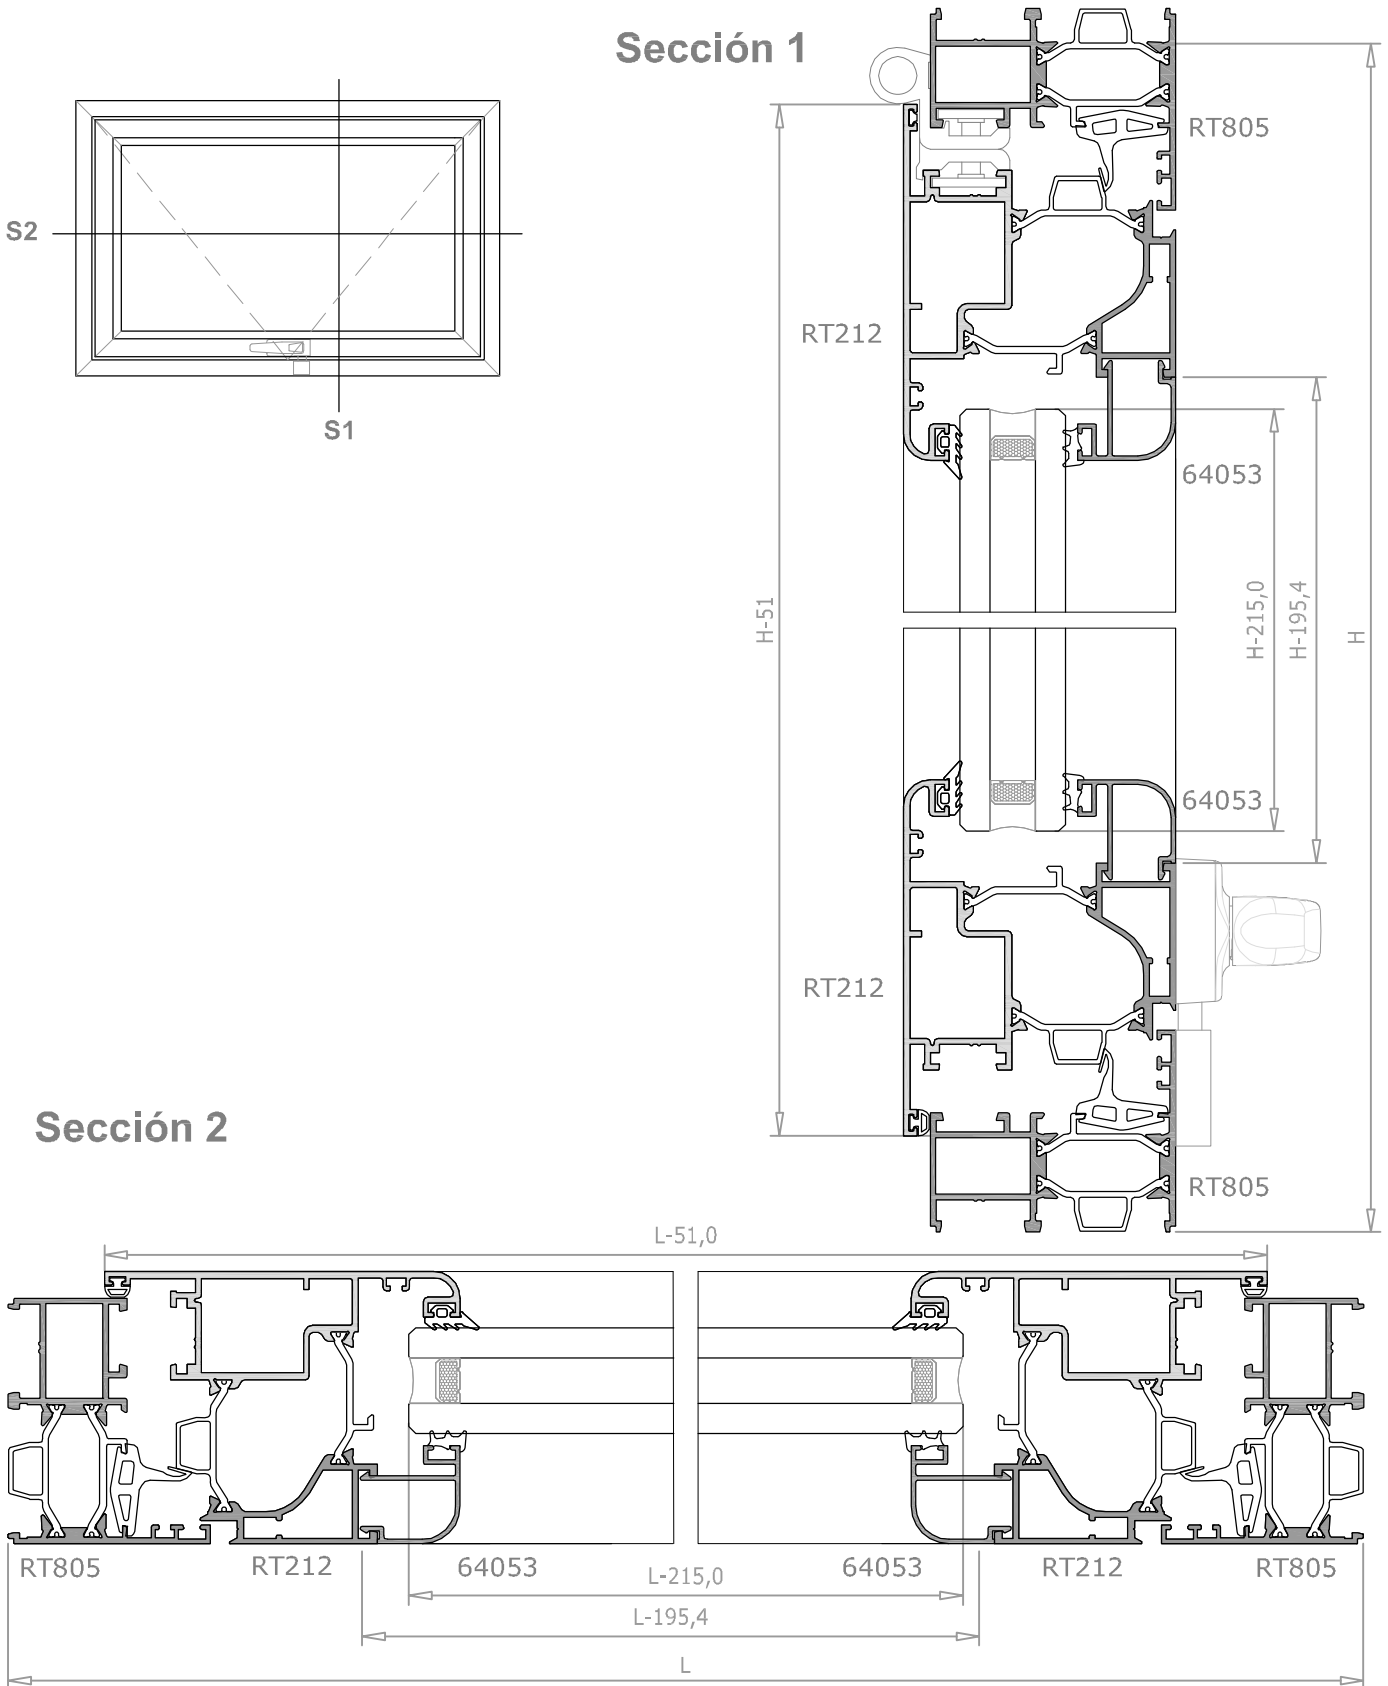 Sección 1
RT805
S2
RT212
S1
64053
H-51
H-215,0
H-195,4
H
64053
RT212
Sección 2
RT805
L-51,0
RT805
RT212
64053
64053
RT212
RT805
L-215,0
L-195,4
L